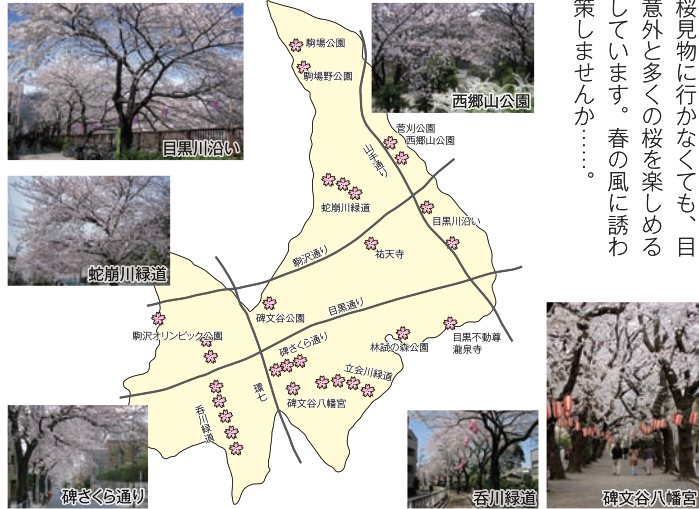 桜見物に行かなくても、目
意外と多くの桜を楽しめる
しています。春の風に誘わ
策しませんか……。
目黒川沿い
西郷山公園
蛇崩川緑道
碑さくら通り
呑川緑道
碑文谷八幡宮
駒場公園
駒場野公園
菅刈公園
西郷山公園
山手通り
蛇崩川緑道
目黒川沿い
祐天寺
駒沢通り
碑文谷公園
目黒通り
駒沢オリンピック公園
碑さくら通り
林試の森公園
目黒不動尊
瀧泉寺
立会川緑道
環七
碑文谷八幡宮
呑川緑道